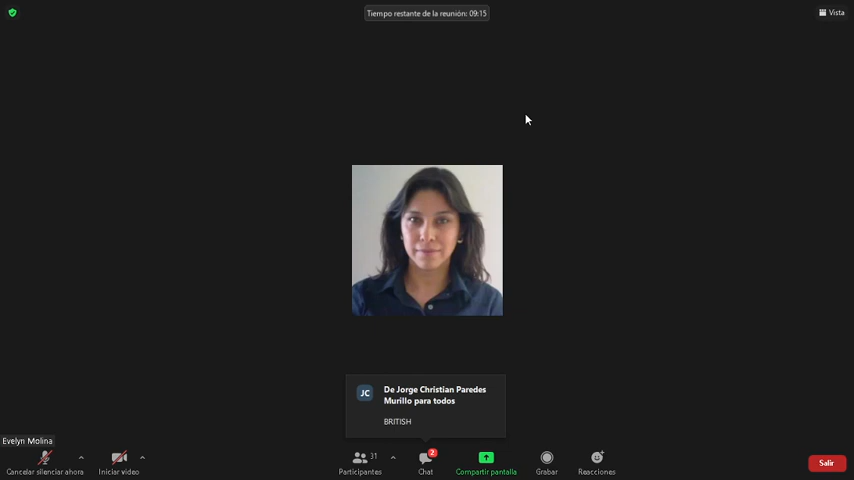 Tiempo restante de la reunión: 09:15
Vista
JC
De Jorge Christian Paredes
Murillo para todos
BRITISH
Evelyn Molina
31
2
Cancelar silenciar ahora
Iniciar video
Participantes
Chat
Compartir pantalla
Grabar
Reacciones
Salir